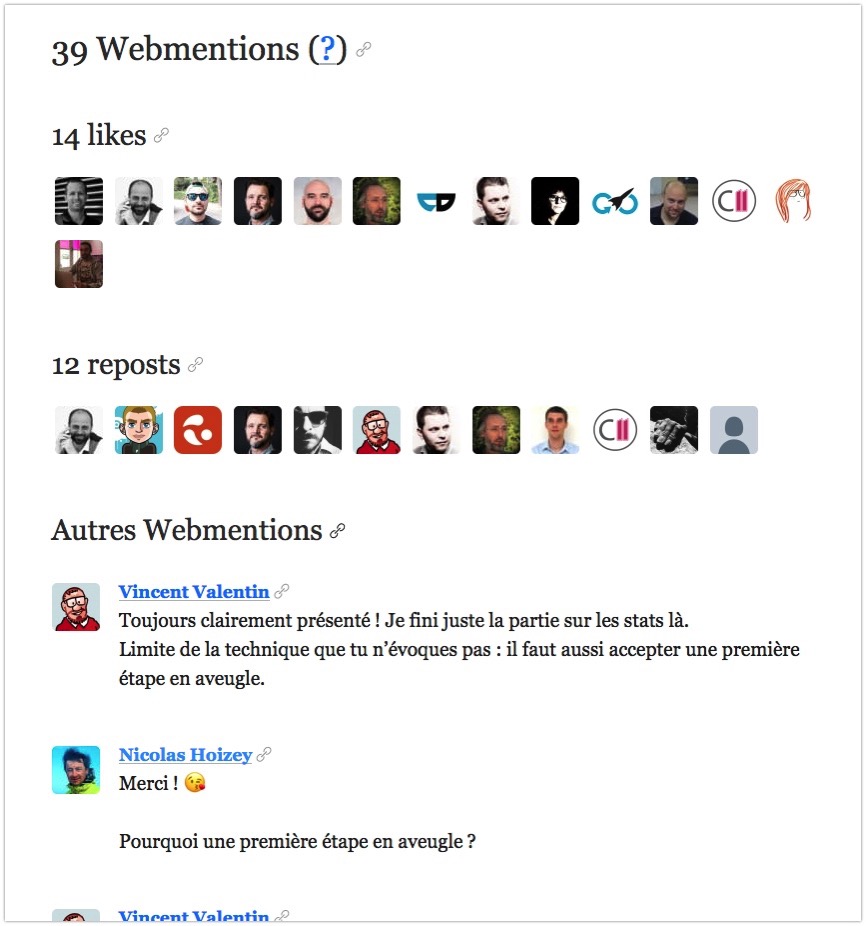 39 Webmentions (?)
14 likes
C
12 reposts
C
Autres Webmentions
Vincent Valentin
Toujours clairement présenté ! Je fini juste la partie sur les stats là.
Limite de la technique que tu n’évoques pas : il faut aussi accepter une première
étape en aveugle.
Nicolas Hoizey
Merci ! 😘
Pourquoi une première étape en aveugle ?
Vincent Valentin